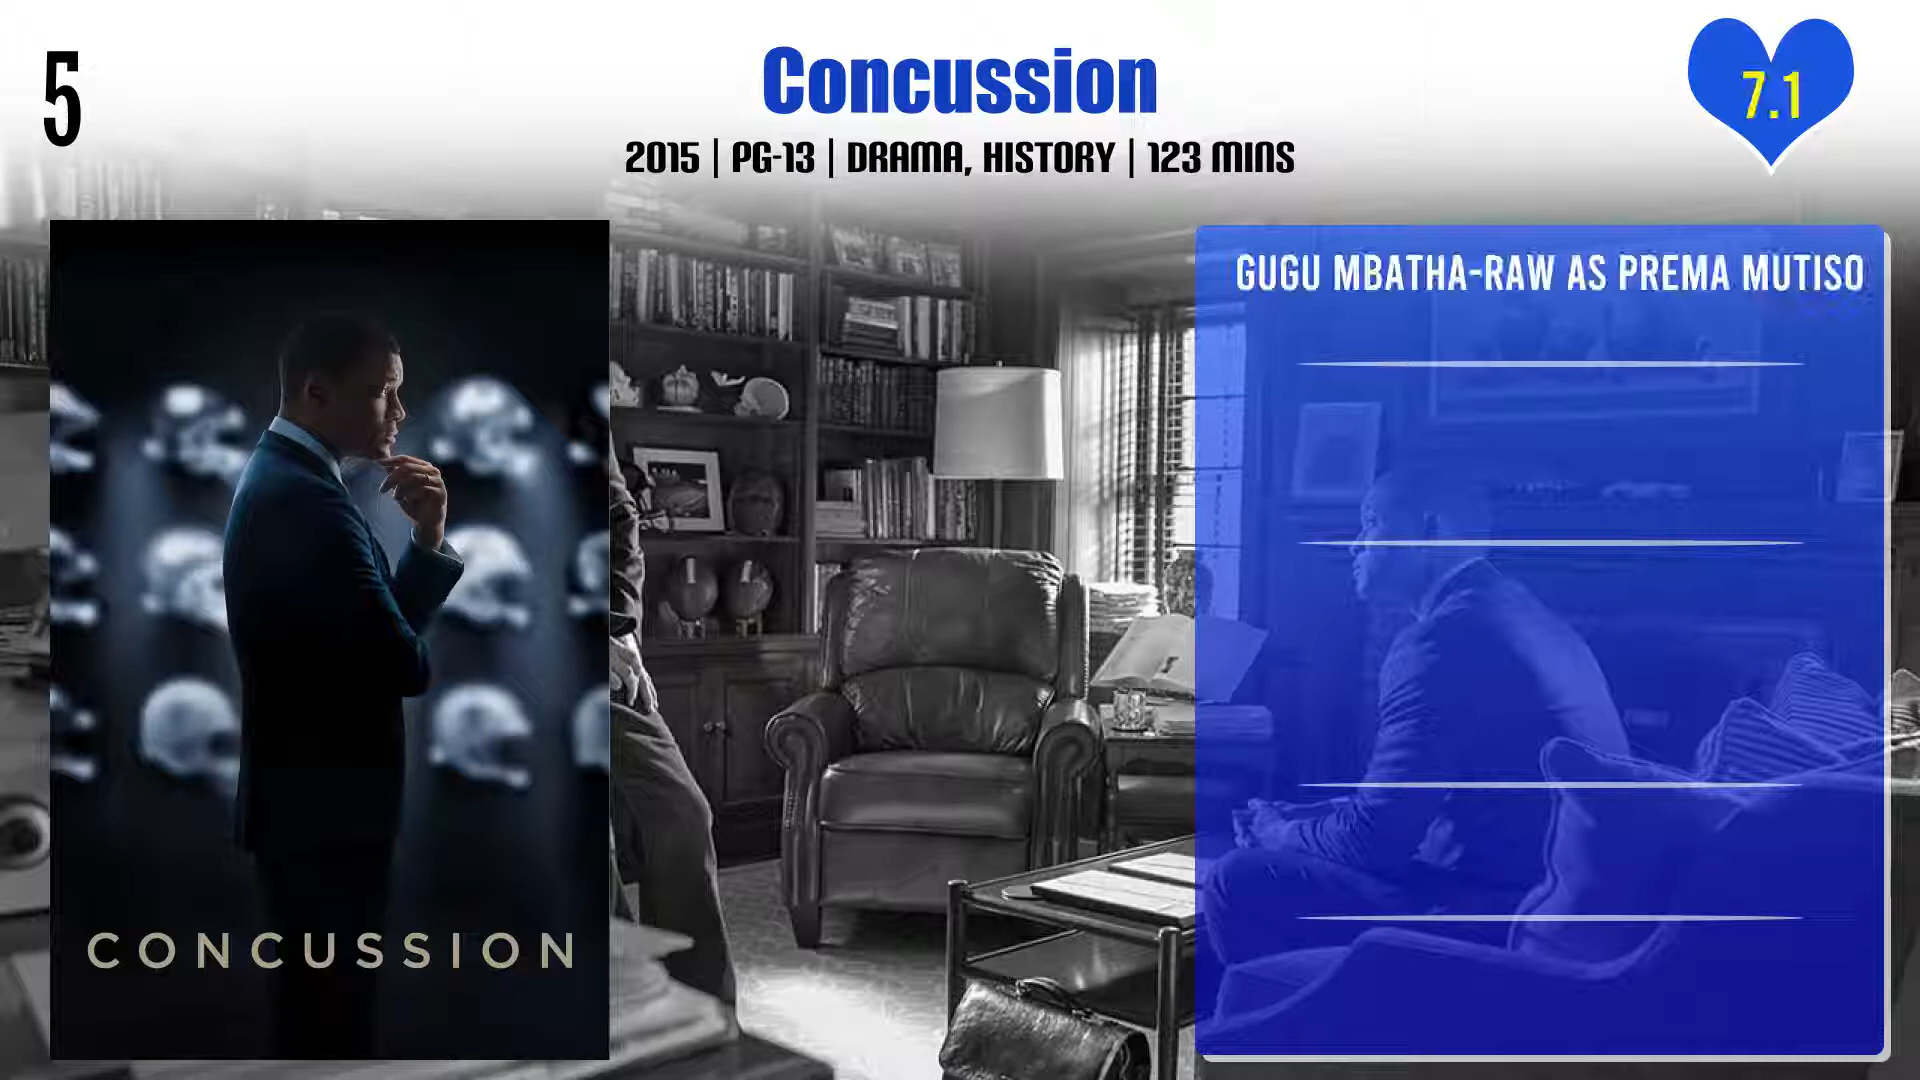 5
Concussion
7.1
2015 | PG-13 | DRAMA, HISTORY | 123 MINS
GUGU MBATHA-RAW AS PREMA MUTISO
CONCUSSION